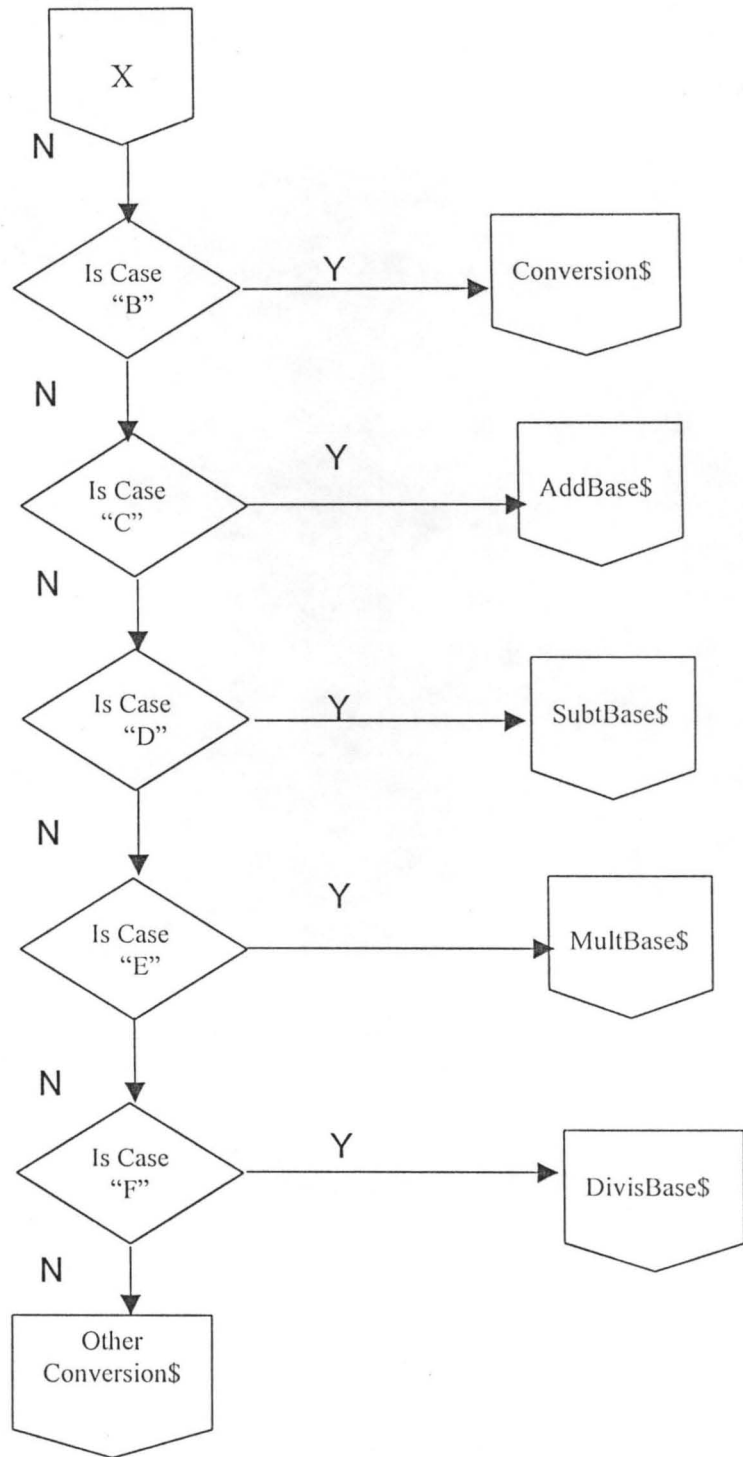 X
N
Is Case
“B”
Y
Conversion$
N
Is Case
“C”
Y
AddBase$
N
Is Case
“D”
Y
SubtBase$
N
Is Case
“E”
Y
MultBase$
N
Is Case
“F”
Y
DivisBase$
N
Other
Conversion$